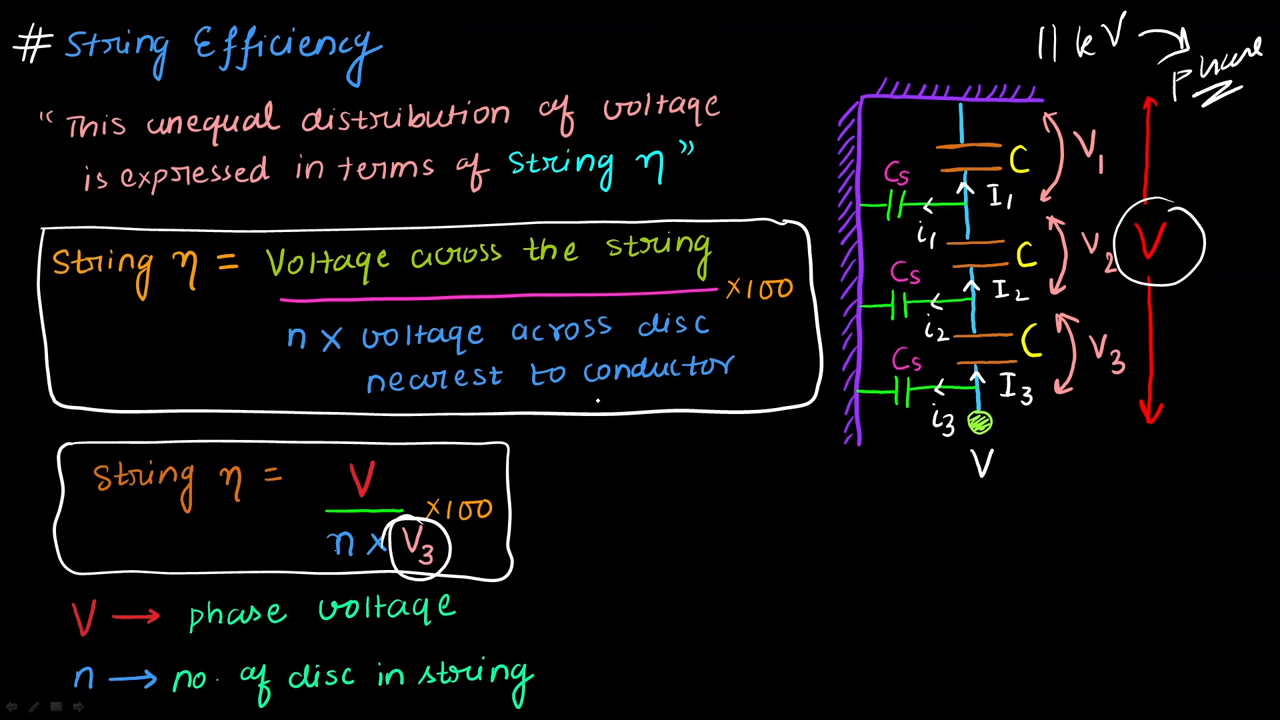 # String Efficiency
11 kV
phase
“This unequal distribution of voltage
is expressed in terms of String η”
String η = Voltage across the string
n × voltage across disc
nearest to conductor
×100
String η = V
n × V3
×100
V → phase voltage
n → no. of disc in string
C
V1
Cs
I1
i1
C
V2
V
Cs
I2
i2
C
V3
Cs
I3
i3
V